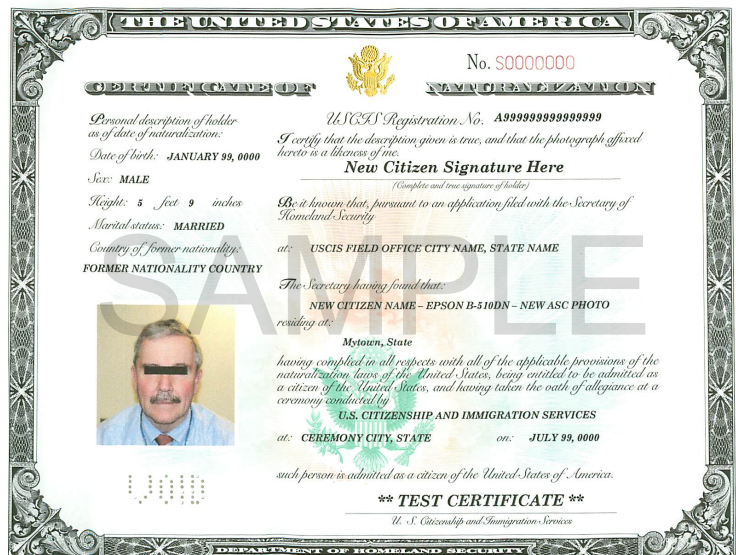 THE UNITED STATES OF AMERICA
No. S0000000
CERTIFICATE OF NATURALIZATION
Personal description of holder
as of date of naturalization:
Date of birth: JANUARY 99, 0000
Sex: MALE
Height: 5 feet 9 inches
Marital status: MARRIED
Country of former nationality:
FORMER NATIONALITY COUNTRY
VOID
USCIS Registration No. A999999999999999
I certify that the description given is true, and that the photograph affixed
hereto is a likeness of me.
New Citizen Signature Here
(Complete and true signature of holder)
Be it known that, pursuant to an application filed with the Secretary of
Homeland Security
at: USCIS FIELD OFFICE CITY NAME, STATE NAME
SAMPLE
The Secretary having found that:
NEW CITIZEN NAME – EPSON B-510DN – NEW ASC PHOTO
residing at:
Mytown, State
having complied in all respects with all of the applicable provisions of the
naturalization laws of the United States, being entitled to be admitted as
a citizen of the United States, and having taken the oath of allegiance at a
ceremony conducted by
U.S. CITIZENSHIP AND IMMIGRATION SERVICES
at: CEREMONY CITY, STATE on: JULY 99, 0000
such person is admitted as a citizen of the United States of America.
** TEST CERTIFICATE **
U. S. Citizenship and Immigration Services
DEPARTMENT OF HOMELAND SECURITY